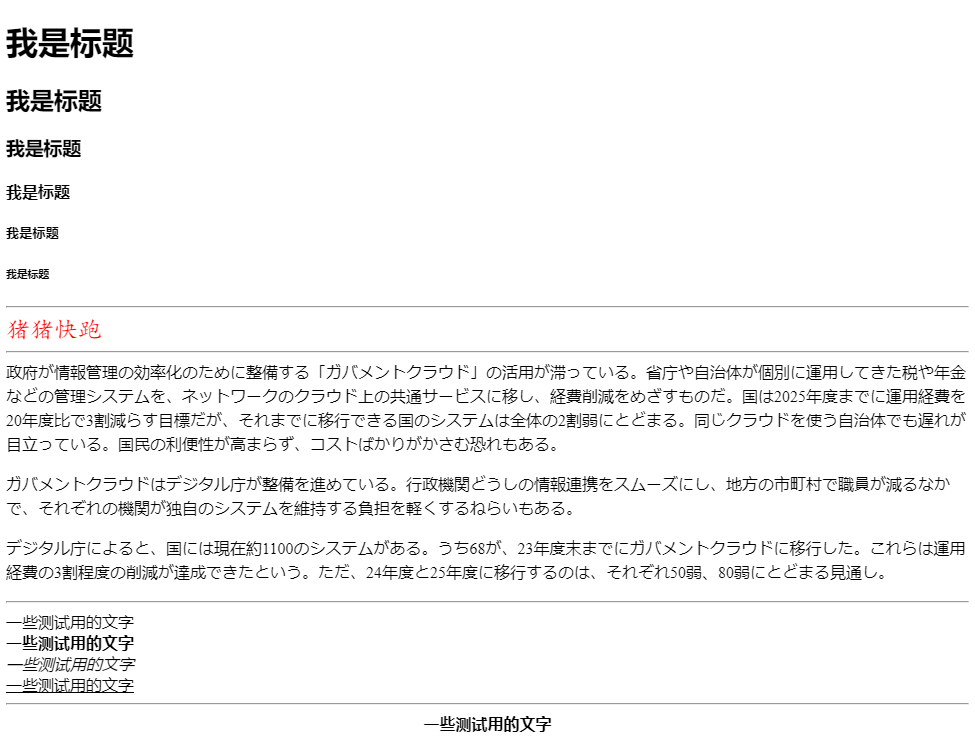 我是标题
我是标题
我是标题
我是标题
我是标题
我是标题
猪猪快跑
政府が情報管理の効率化のために整備する「ガバメントクラウド」の活用が滞っている。省庁や自治体が個別に運用してきた税や年金
などの管理システムを、ネットワークのクラウド上の共通サービスに移し、経費削減をめざすものだ。国は2025年度までに運用経費を
20年度比で3割減らす目標だが、それまでに移行できる国のシステムは全体の2割弱にとどまる。同じクラウドを使う自治体でも遅れが
目立っている。国民の利便性が高まらず、コストばかりがかさむ恐れもある。
ガバメントクラウドはデジタル庁が整備を進めている。行政機関どうしの情報連携をスムーズにし、地方の市町村で職員が減るなか
で、それぞれの機関が独自のシステムを維持する負担を軽くするねらいもある。
デジタル庁によると、国には現在約1100のシステムがある。うち68が、23年度末までにガバメントクラウドに移行した。これらは運用
経費の3割程度の削減が達成できたという。ただ、24年度と25年度に移行するのは、それぞれ50弱、80弱にとどまる見通し。
一些测试用的文字
一些测试用的文字
一些测试用的文字
一些测试用的文字
一些测试用的文字